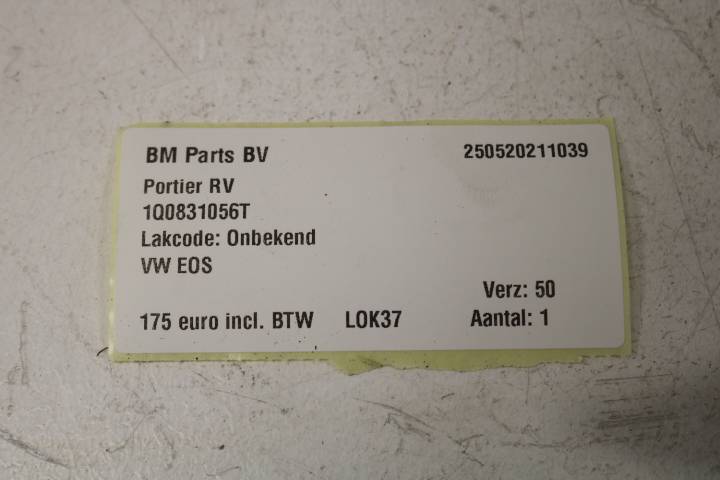 BM Parts BV 250520211039
Portier RV
1Q0831056T
Lakcode: Onbekend
VW EOS
Verz: 50
175 euro incl. BTW LOK37 Aantal: 1